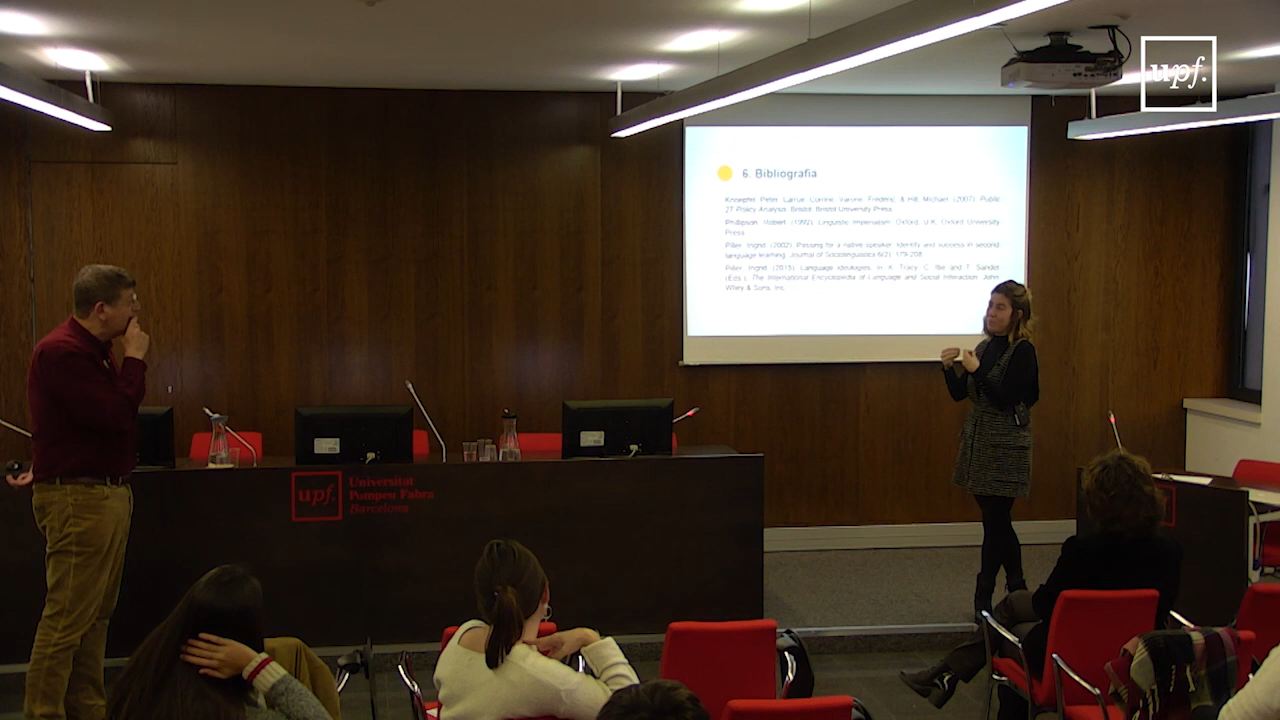 upf.
6. Bibliografia
Knoepfel, Peter, Larrue, Corrine, Varone, Frédéric, & Hill, Michael (2007). Public
Policy Analysis. Bristol: Bristol University Press.
Phillipson, Robert (1992). Linguistic Imperialism. Oxford, U.K.: Oxford University
Press.
Piller, Ingrid (2002). Passing for a native speaker: Identity and success in second
language learning. Journal of Sociolinguistics 6(2), 179-208.
Piller, Ingrid (2015). Language ideologies. In K. Tracy, C. Ilie and T. Sandel
(Eds.), The International Encyclopedia of Language and Social Interaction. John
Wiley & Sons, Inc.
upf.
Universitat
Pompeu Fabra
Barcelona